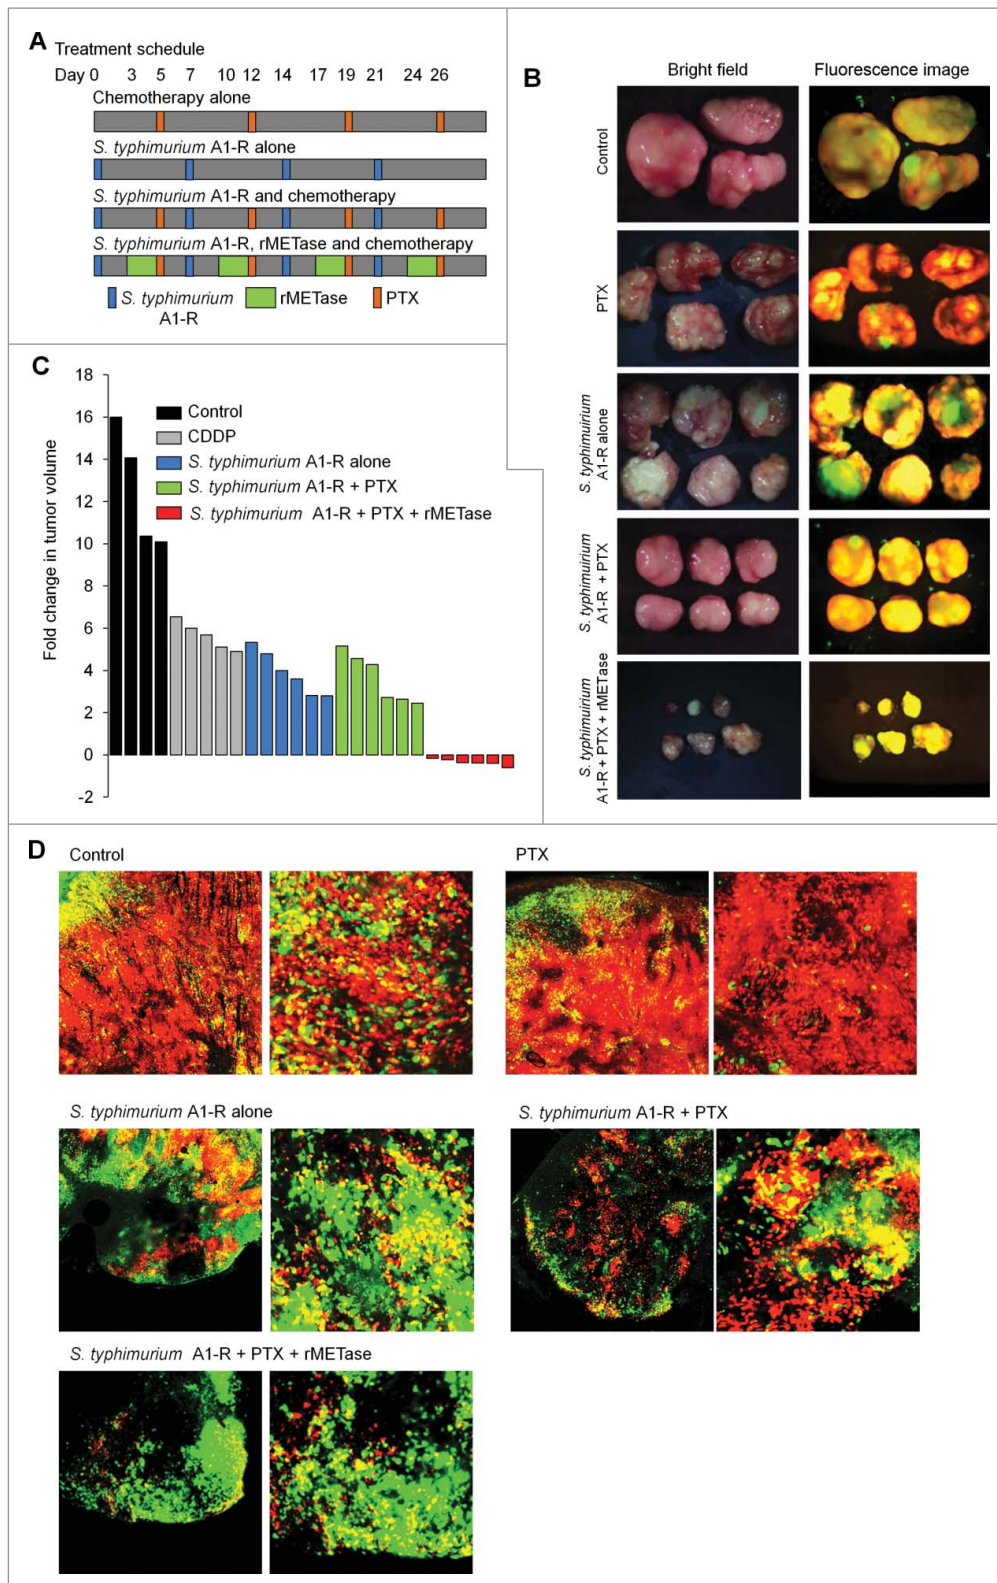 A
Treatment schedule
Day 0 3 5 7 10 12 14 17 19 21 24 26
Chemotherapy alone
S. typhimurium A1-R alone
S. typhimurium A1-R and chemotherapy
S. typhimurium A1-R, rMETase and chemotherapy
S. typhimurium A1-R
rMETase
PTX
B
Bright field
Fluorescence image
Control
PTX
S. typhimuirium
A1-R alone
S. typhimuirium
A1-R + PTX
S. typhimuirium
A1-R + PTX + rMETase
C
Fold change in tumor volume
18
16
14
12
10
8
6
4
2
0
-2
Control
CDDP
S. typhimurium A1-R alone
S. typhimurium A1-R + PTX
S. typhimurium A1-R + PTX + rMETase
D
Control
PTX
S. typhimurium A1-R alone
S. typhimurium A1-R + PTX
S. typhimurium A1-R + PTX + rMETase